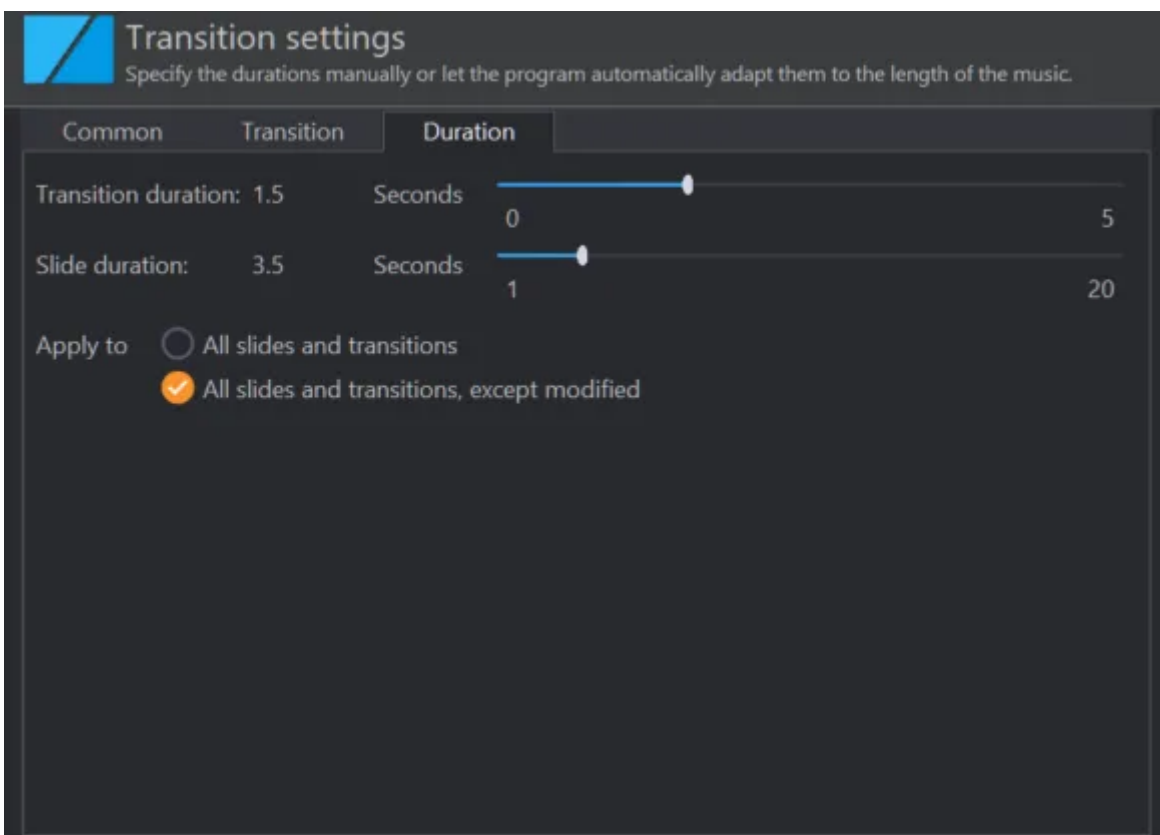 Transition settings
Specify the durations manually or let the program automatically adapt them to the length of the music.
Common Transition Duration
Transition duration: 1.5 Seconds
0 5
Slide duration: 3.5 Seconds
1 20
Apply to All slides and transitions
All slides and transitions, except modified